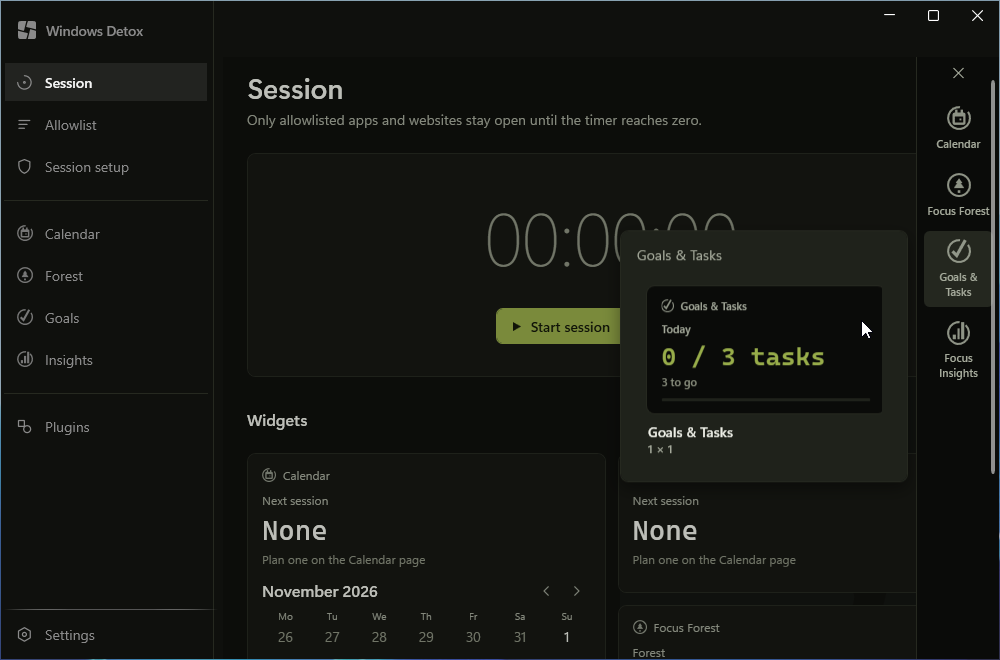 Windows Detox
Session
Allowlist
Session setup
Calendar
Forest
Goals
Insights
Plugins
Settings
Session
Only allowlisted apps and websites stay open until the timer reaches zero.
00:00:00
Start session
Widgets
Calendar
Next session
None
Plan one on the Calendar page
November 2026
Mo Tu We Th Fr Sa Su
26 27 28 29 30 31 1
Next session
None
Plan one on the Calendar page
Focus Forest
Forest
Goals & Tasks
Goals & Tasks
Today
0 / 3 tasks
3 to go
Goals & Tasks
1 × 1
Calendar
Focus Forest
Goals &
Tasks
Focus
Insights